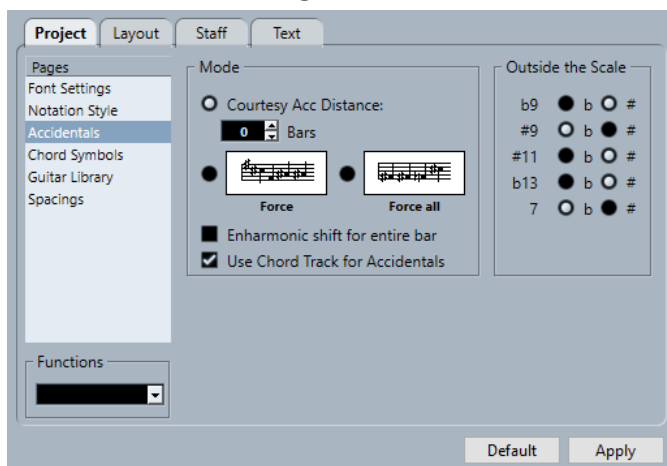 Project Layout Staff Text
Pages
Font Settings
Notation Style
Accidentals
Chord Symbols
Guitar Library
Spacings
Functions
Mode
Courtesy Acc Distance:
0 Bars
Force Force all
Enharmonic shift for entire bar
Use Chord Track for Accidentals
Outside the Scale
b9 b #
#9 b #
#11 b #
b13 b #
7 b #
Default Apply